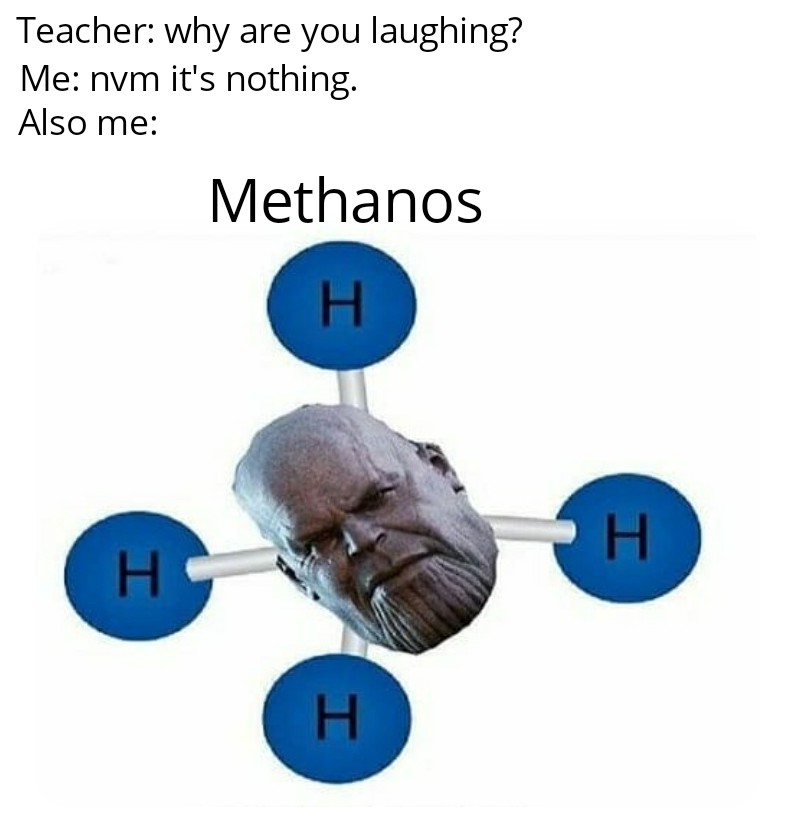 Teacher: why are you laughing?
Me: nvm it's nothing.
Also me:
Methanos
H
H
H
H